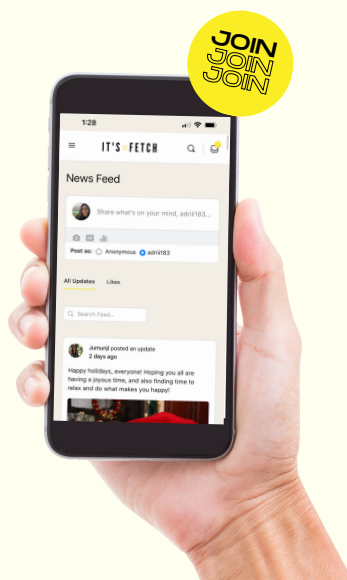 JOIN
JOIN
JOIN
1:28
IT'S FETCH
News Feed
Share what's on your mind, adriii183...
Post as: Anonymous adriii183
All Updates Likes
Search Feed...
Jumunji posted an update
2 days ago
Happy holidays, everyone! Hoping you all are
having a joyous time, and also finding time to
relax and do what makes you happy!